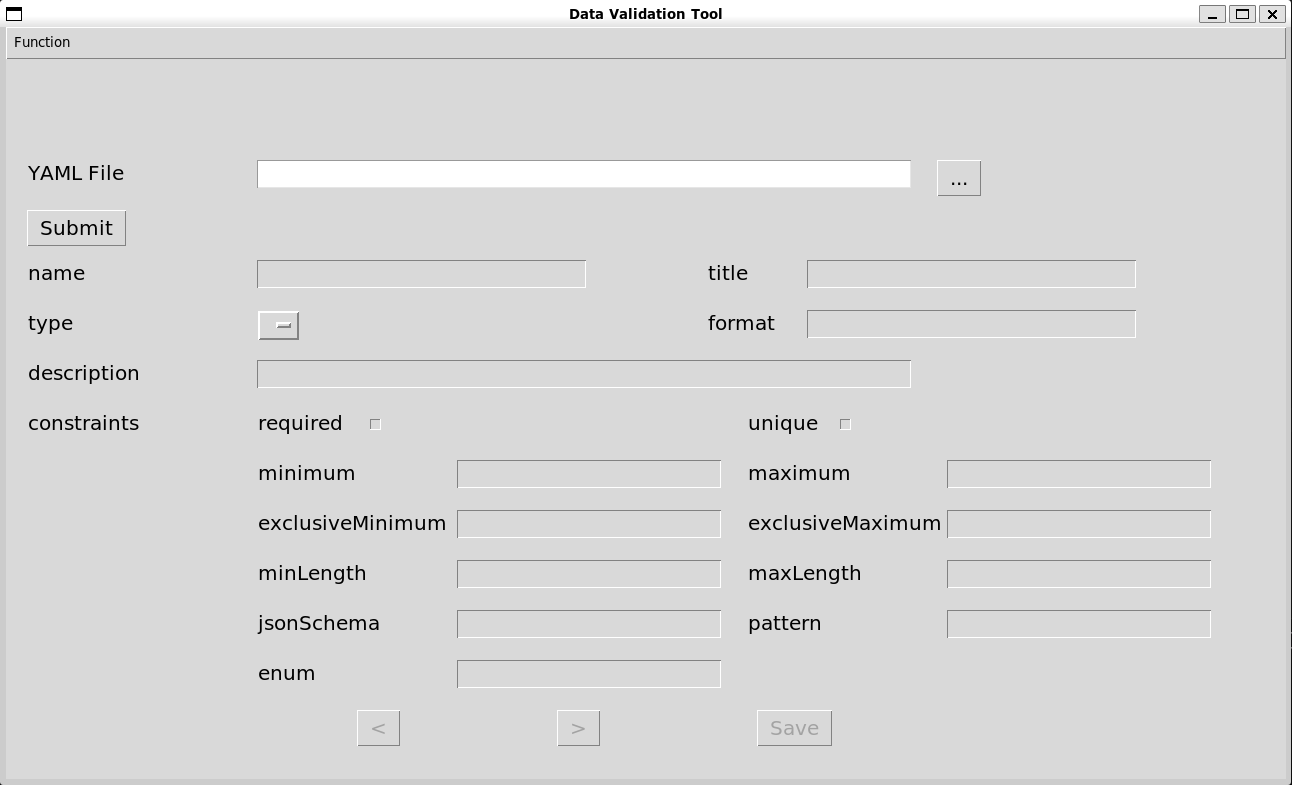 Data Validation Tool
Function
YAML File ...
Submit
name title
type format
description
constraints required unique
minimum maximum
exclusiveMinimum exclusiveMaximum
minLength maxLength
jsonSchema pattern
enum
< > Save